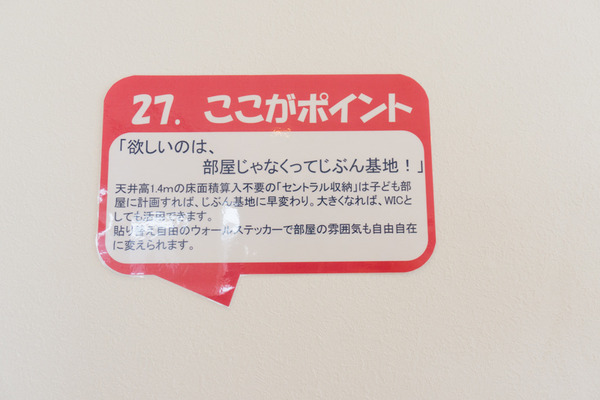 27. ここがポイント
「欲しいのは、
部屋じゃなくってじぶん基地！」
天井高1.4mの床面積算入不要の「セントラル収納」は子ども部
屋に計画すれば、じぶん基地に早変わり。大きくなれば、WICと
しても活用できます。
貼り替え自由のウォールステッカーで部屋の雰囲気も自由自在
に変えられます。